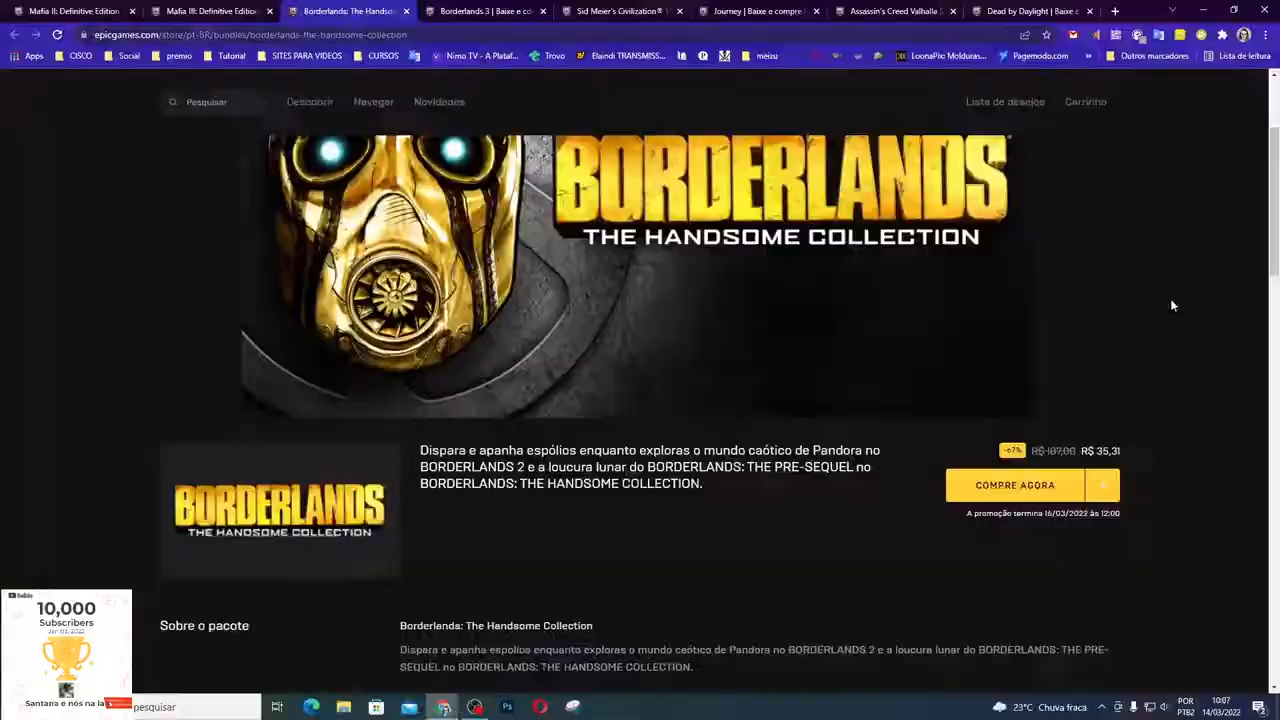 Mafia II: Definitive Edition
Mafia III: Definitive Edition
Borderlands: The Handsom
Borderlands 3 | Baixe e co
Sid Meier's Civilization®
Journey | Baixe e compre
Assassin's Creed Valhalla
Dead by Daylight | Baixe e
epicgames.com/store/pt-BR/bundles/borderlands-the-handsome-collection
Apps
CISCO
Social
premio
Tutorial
SITES PARA VIDEOS
CURSOS
Nimo TV - A Plataf...
Trovo
Elaindi TRANSMISS...
meizu
LoonaPix Molduras...
Pagemodo.com
»
Outros marcadores
Lista de leitura
Pesquisar
Descobrir
Navegar
Novidades
Lista de desejos
Carrinho
BORDERLANDS
THE HANDSOME COLLECTION
Dispara e apanha espólios enquanto exploras o mundo caótico de Pandora no
BORDERLANDS 2 e a loucura lunar do BORDERLANDS: THE PRE-SEQUEL no
BORDERLANDS: THE HANDSOME COLLECTION.
-67% R$ 107,00 R$ 35,31
COMPRE AGORA
A promoção termina 16/03/2022 às 12:00
BORDERLANDS
THE HANDSOME COLLECTION
Sobre o pacote
Borderlands: The Handsome Collection
Dispara e apanha espólios enquanto exploras o mundo caótico de Pandora no BORDERLANDS 2 e a loucura lunar do BORDERLANDS: THE PRE-
SEQUEL no BORDERLANDS: THE HANDSOME COLLECTION.
YouTube
10,000
Subscribers
Santana e nós na la
pesquisar
23°C Chuva fraca
POR
PTB2
10:07
14/03/2022